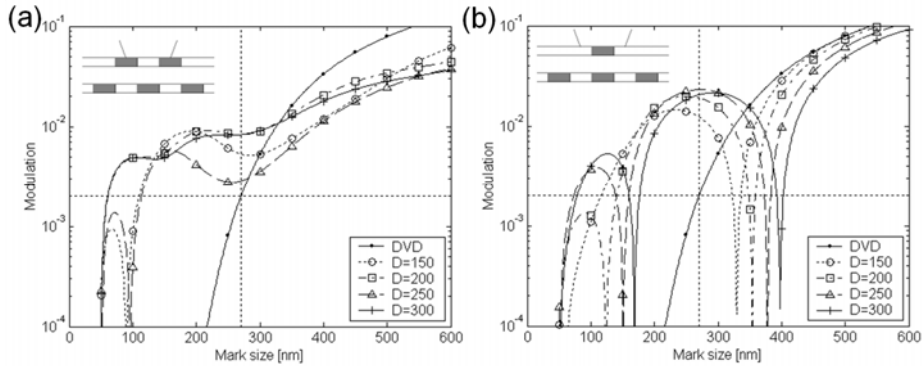 (a)
Modulation
10^-1
10^-2
10^-3
10^-4
0 100 200 300 400 500 600
Mark size [nm]
DVD
D=150
D=200
D=250
D=300
(b)
Modulation
10^-1
10^-2
10^-3
10^-4
0 100 200 300 400 500 600
Mark size [nm]
DVD
D=150
D=200
D=250
D=300